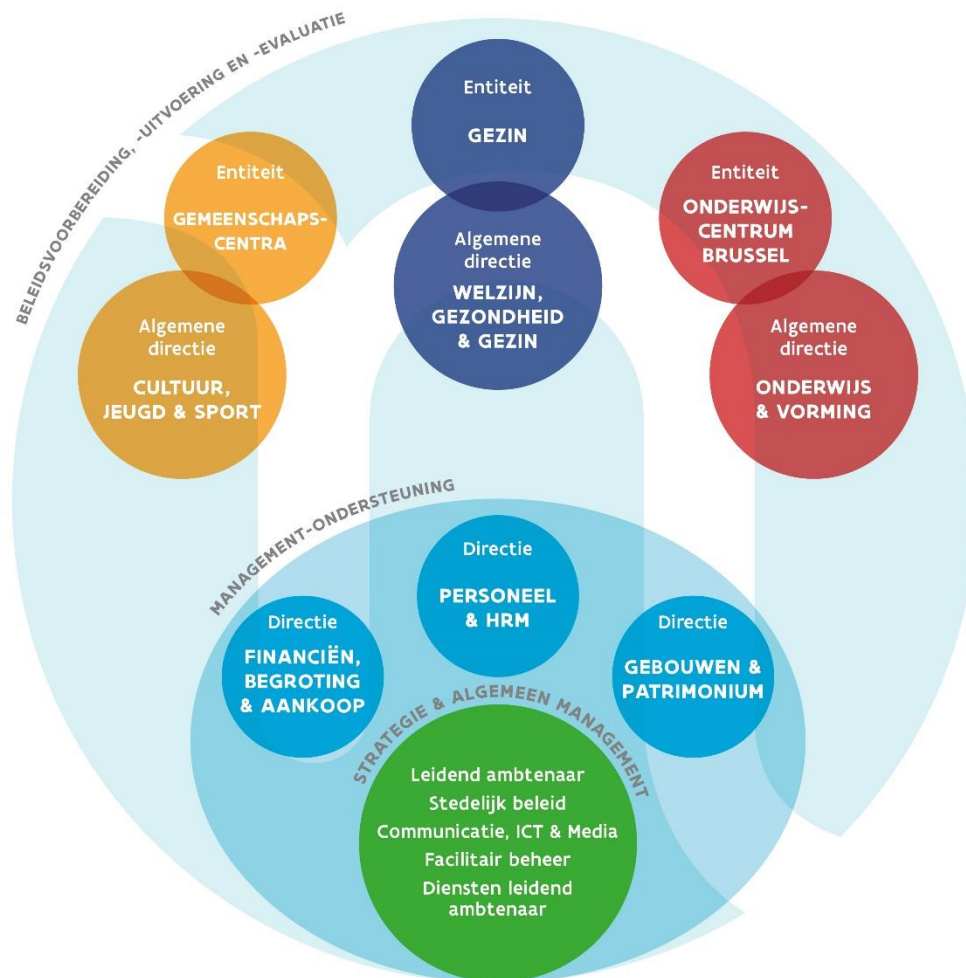 BELEIDSVOORBEREIDING, -UITVOERING EN -EVALUATIE
Entiteit
GEZIN
Entiteit
GEMEENSCHAPS-
CENTRA
Entiteit
ONDERWIJS-
CENTRUM
BRUSSEL
Algemene
directie
WELZIJN,
GEZONDHEID
& GEZIN
Algemene
directie
CULTUUR,
JEUGD & SPORT
Algemene
directie
ONDERWIJS
& VORMING
MANAGEMENT-ONDERSTEUNING
Directie
PERSONEEL
& HRM
Directie
FINANCIËN,
BEGROTING
& AANKOOP
Directie
GEBOUWEN &
PATRIMONIUM
STRATEGIE & ALGEMEEN MANAGEMENT
Leidend ambtenaar
Stedelijk beleid
Communicatie, ICT & Media
Facilitair beheer
Diensten leidend
ambtenaar